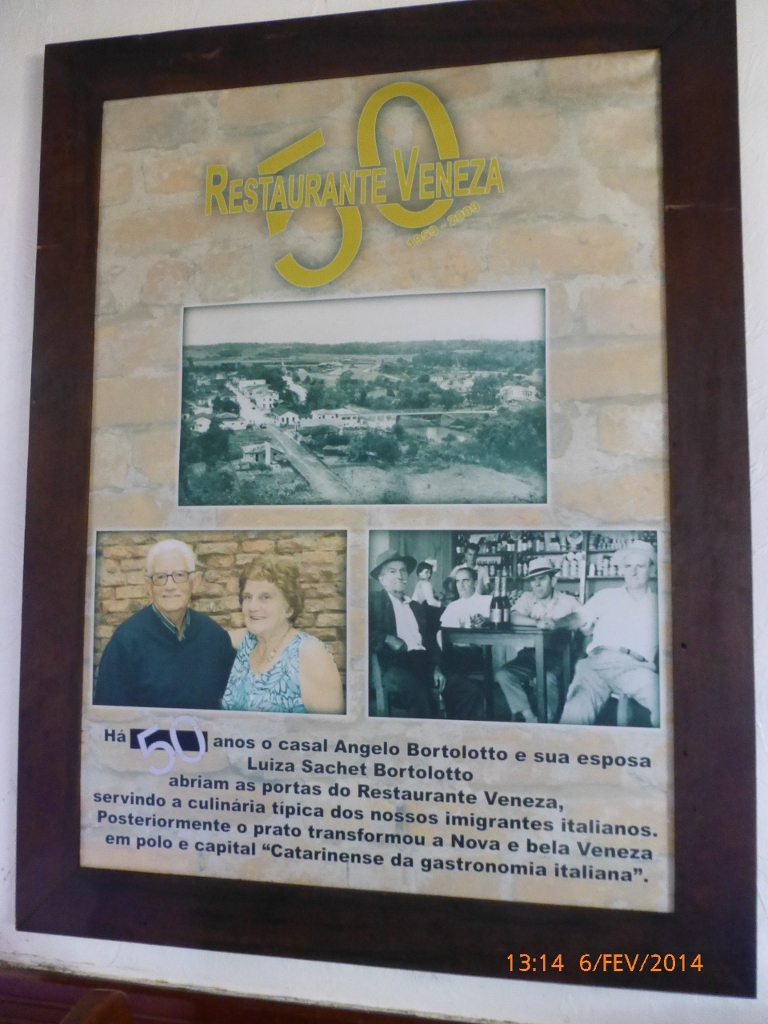 50
RESTAURANTE VENEZA
1959 - 2009
Há 50 anos o casal Angelo Bortolotto e sua esposa
Luiza Sachet Bortolotto
abriam as portas do Restaurante Veneza,
servindo a culinária típica dos nossos imigrantes italianos.
Posteriormente o prato transformou a Nova e bela Veneza
em polo e capital “Catarinense da gastronomia italiana”.
13:14 6/FEV/2014